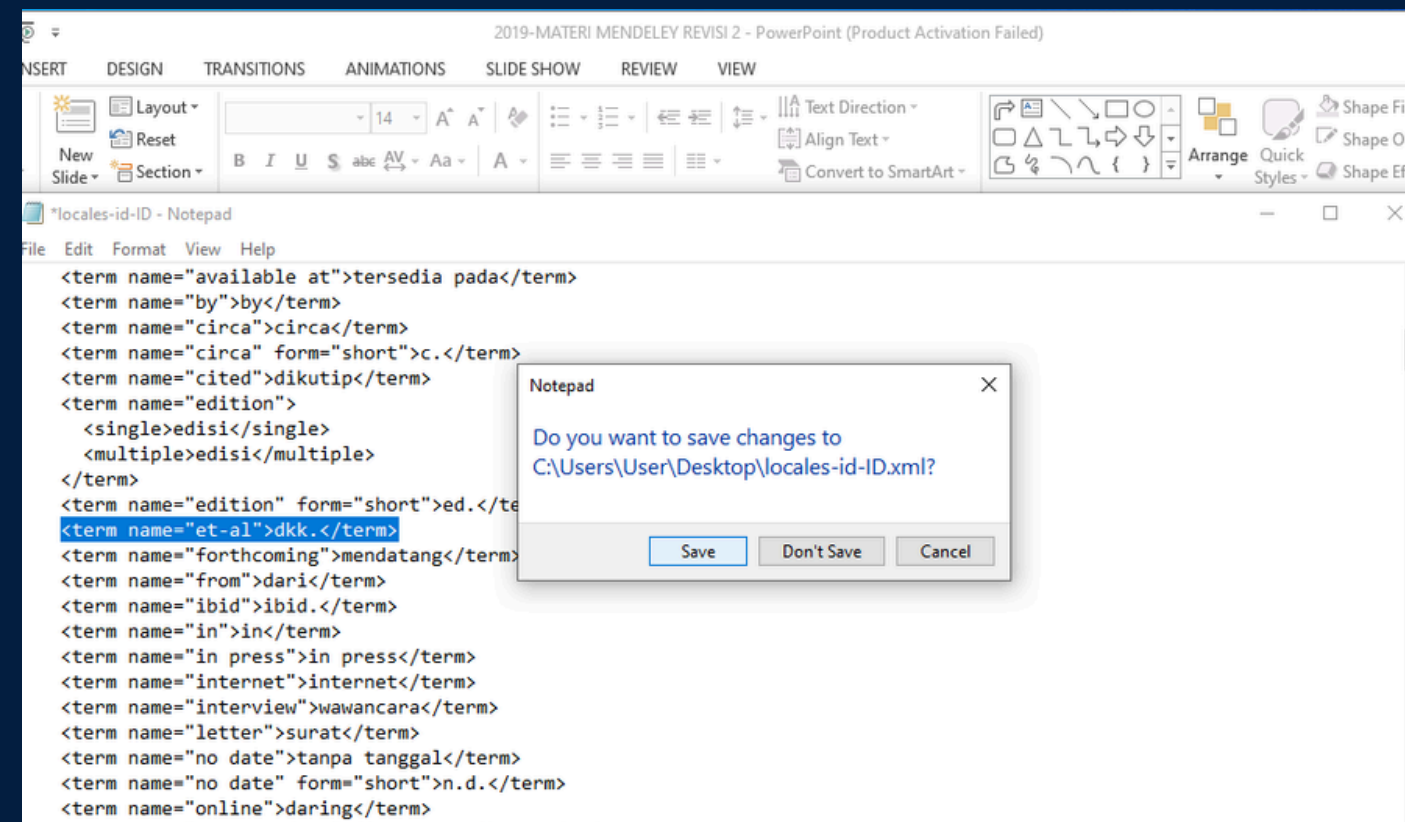 2019-MATERI MENDELEY REVISI 2 - PowerPoint (Product Activation Failed)
NSERT DESIGN TRANSITIONS ANIMATIONS SLIDE SHOW REVIEW VIEW
New Slide
Layout
Reset
Section
14
B I U S abc AV Aa A
Text Direction
Align Text
Convert to SmartArt
Arrange
Quick Styles
Shape Fi
Shape O
Shape Ef
*locales-id-ID - Notepad
File Edit Format View Help
<term name="available at">tersedia pada</term>
<term name="by">by</term>
<term name="circa">circa</term>
<term name="circa" form="short">c.</term>
<term name="cited">dikutip</term>
<term name="edition">
<single>edisi</single>
<multiple>edisi</multiple>
</term>
<term name="edition" form="short">ed.</te
<term name="et-al">dkk.</term>
<term name="forthcoming">mendatang</term>
<term name="from">dari</term>
<term name="ibid">ibid.</term>
<term name="in">in</term>
<term name="in press">in press</term>
<term name="internet">internet</term>
<term name="interview">wawancara</term>
<term name="letter">surat</term>
<term name="no date">tanpa tanggal</term>
<term name="no date" form="short">n.d.</term>
<term name="online">daring</term>
Notepad
Do you want to save changes to
C:\Users\User\Desktop\locales-id-ID.xml?
Save Don't Save Cancel